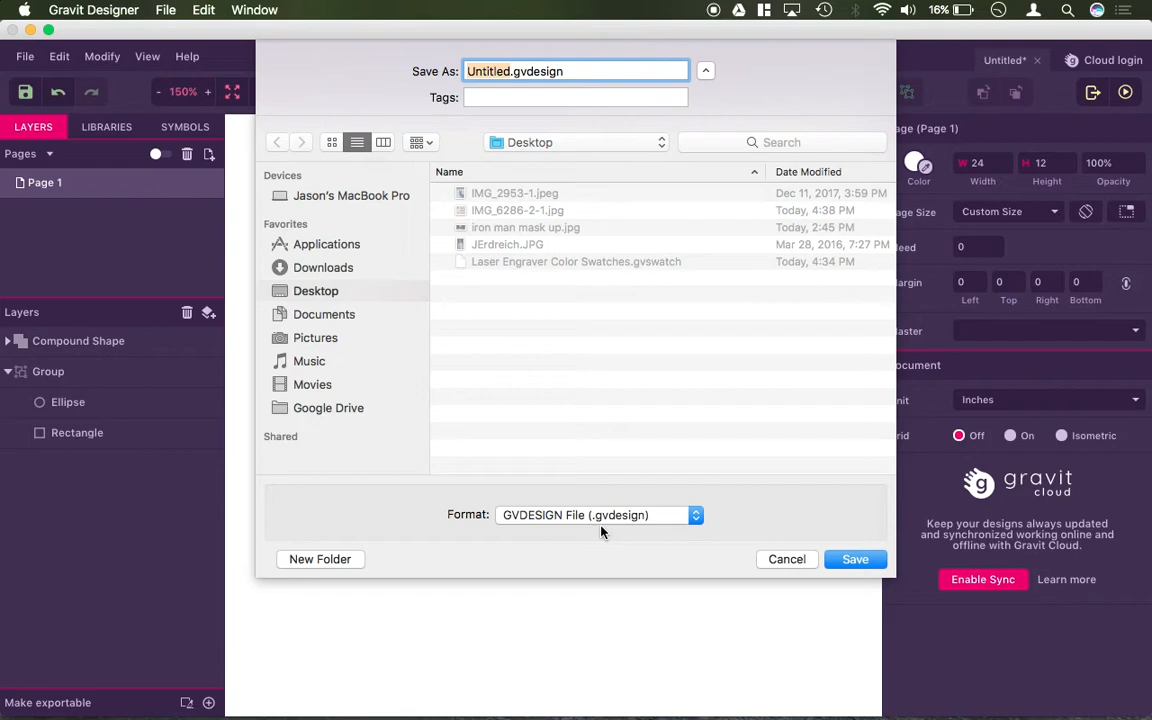 Gravit Designer File Edit Window 16%
File Edit Modify View Help
Untitled* Cloud login
Save As: Untitled.gvdesign
Tags:
- 150% +
LAYERS LIBRARIES SYMBOLS
Pages
Page 1
Desktop Search
age (Page 1)
W 24 H 12 100%
Color Width Height Opacity
Devices
Jason's MacBook Pro
Favorites
Applications
Downloads
Desktop
Documents
Pictures
Music
Movies
Google Drive
Shared
Name Date Modified
IMG_2953-1.jpeg Dec 11, 2017, 3:59 PM
IMG_6286-2-1.jpg Today, 4:38 PM
iron man mask up.jpg Today, 2:45 PM
JErdreich.JPG Mar 28, 2016, 7:27 PM
Laser Engraver Color Swatches.gvswatch Today, 4:34 PM
age Size Custom Size
leed 0
Margin 0 0 0 0
Left Top Right Bottom
Master
ocument
nit Inches
rid Off On Isometric
Layers
Compound Shape
Group
Ellipse
Rectangle
gravit
cloud
Keep your designs always updated
and synchronized working online and
offline with Gravit Cloud.
Enable Sync Learn more
Format: GVDESIGN File (.gvdesign)
New Folder Cancel Save
Make exportable